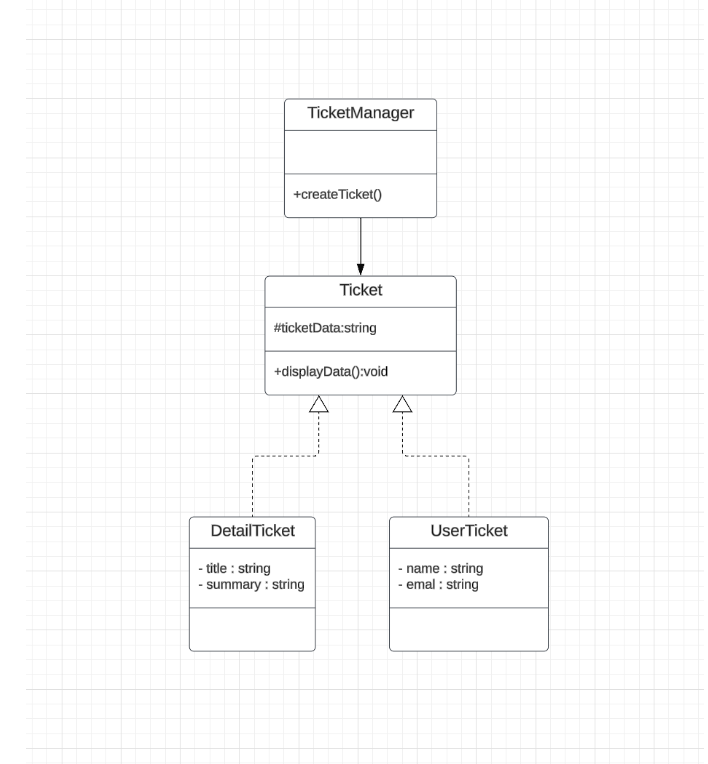 TicketManager
+createTicket()
Ticket
#ticketData:string
+displayData():void
DetailTicket
- title : string
- summary : string
UserTicket
- name : string
- emal : string